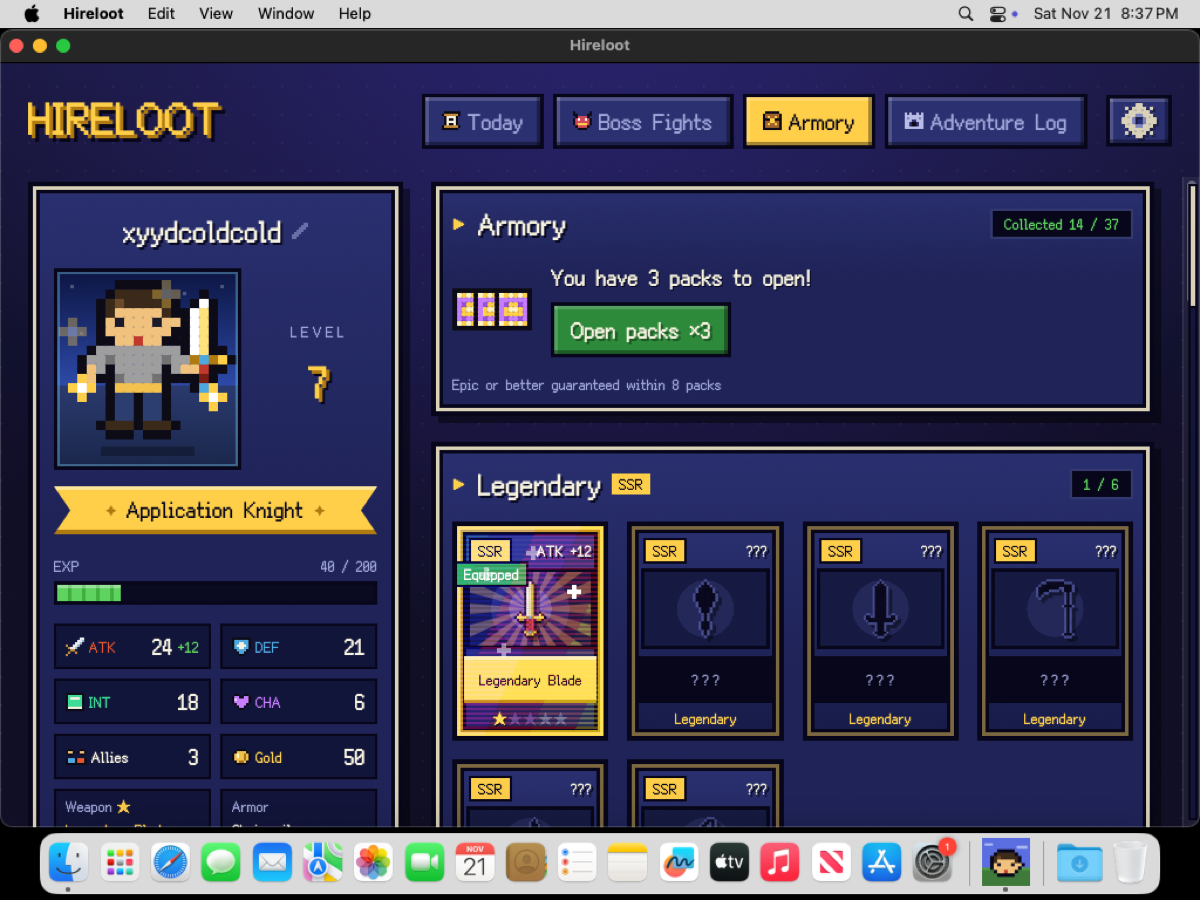 Hireloot Edit View Window Help Sat Nov 21 8:37 PM
Hireloot
HIRELOOT
Today
Boss Fights
Armory
Adventure Log
xyydcoldcold
LEVEL
7
Application Knight
EXP 40 / 200
ATK 24 +12
DEF 21
INT 18
CHA 6
Allies 3
Gold 50
Weapon
Armor
Armory
Collected 14 / 37
You have 3 packs to open!
Open packs ×3
Epic or better guaranteed within 8 packs
Legendary SSR
1 / 6
SSR ATK +12
Equipped
Legendary Blade
SSR ???
???
Legendary
SSR ???
???
Legendary
SSR ???
???
Legendary
SSR ???
SSR ???
NOV
21
tv
1